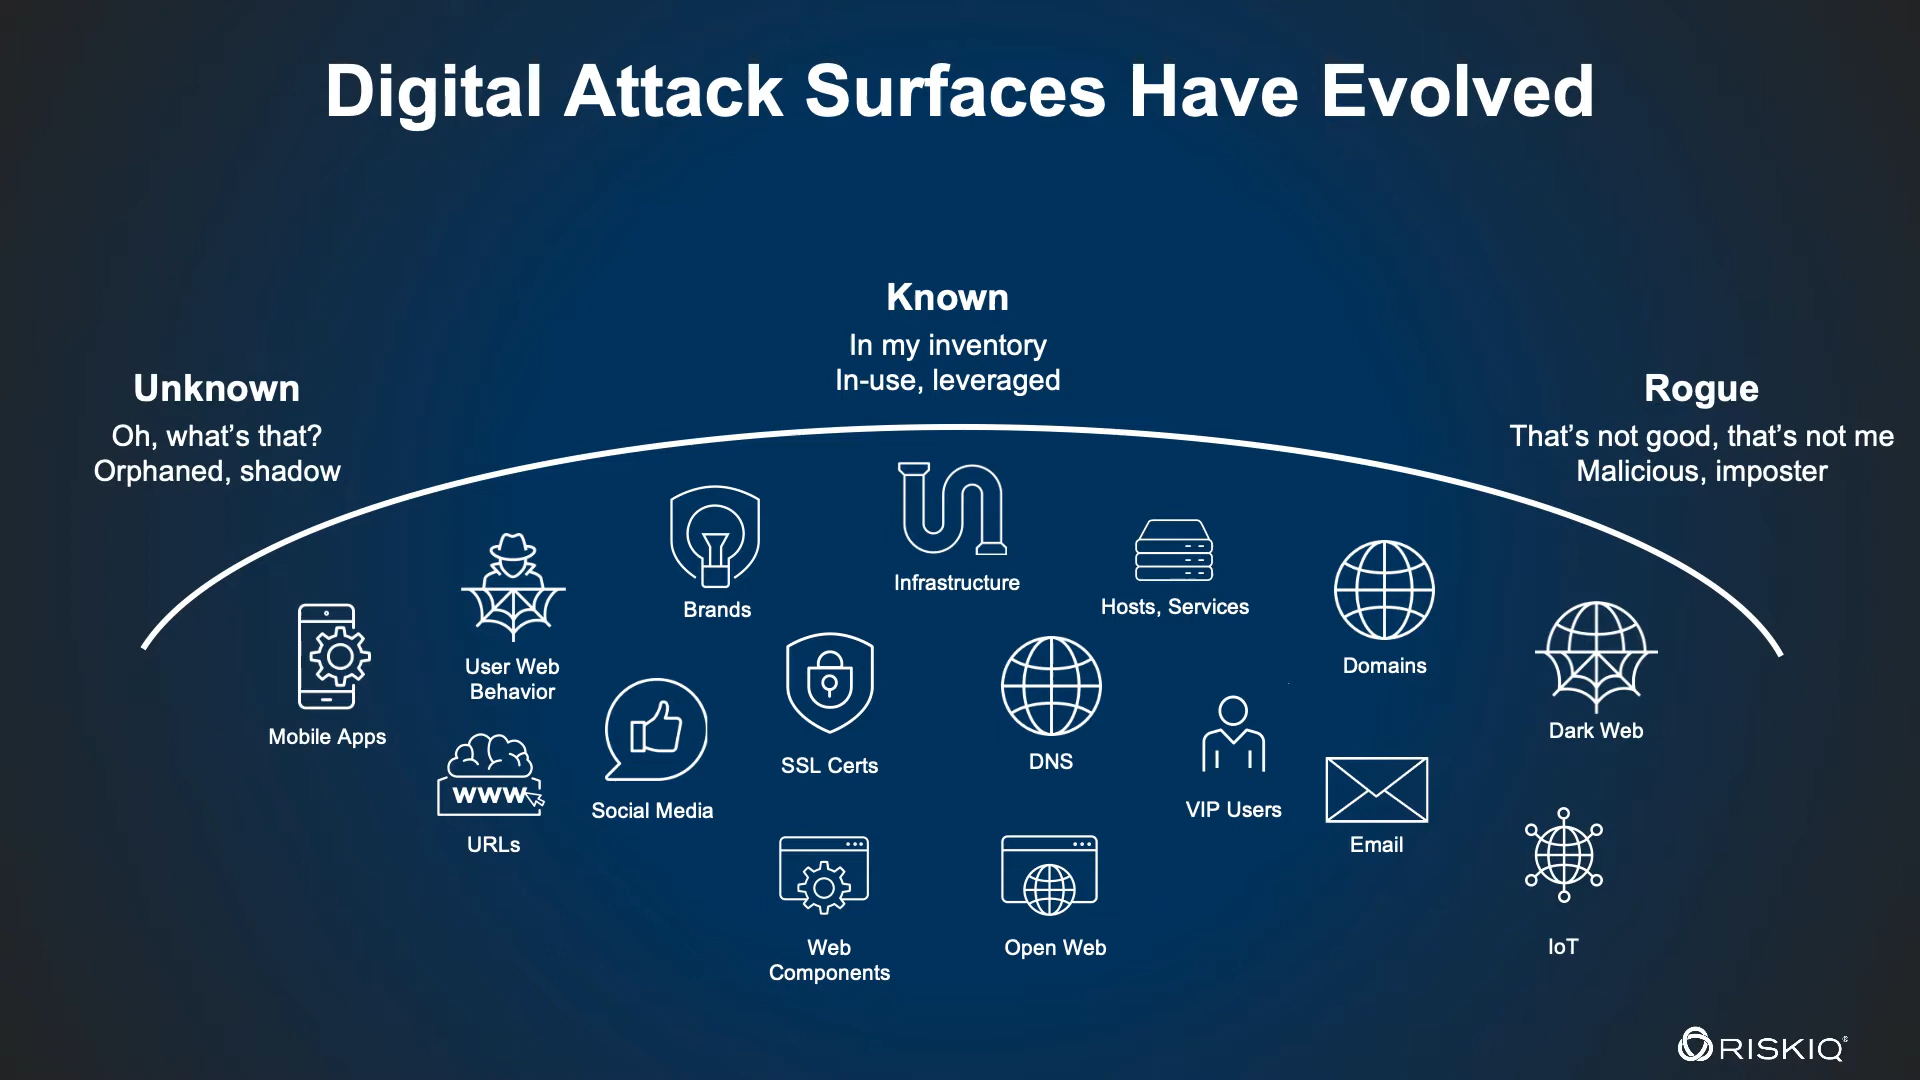 Digital Attack Surfaces Have Evolved
Known
In my inventory
In-use, leveraged
Unknown
Oh, what’s that?
Orphaned, shadow
Rogue
That’s not good, that’s not me
Malicious, imposter
Infrastructure
Brands
Hosts, Services
User Web
Behavior
Domains
Mobile Apps
Dark Web
SSL Certs
DNS
Social Media
VIP Users
www
URLs
Email
Web
Components
Open Web
IoT
RISKIQ®